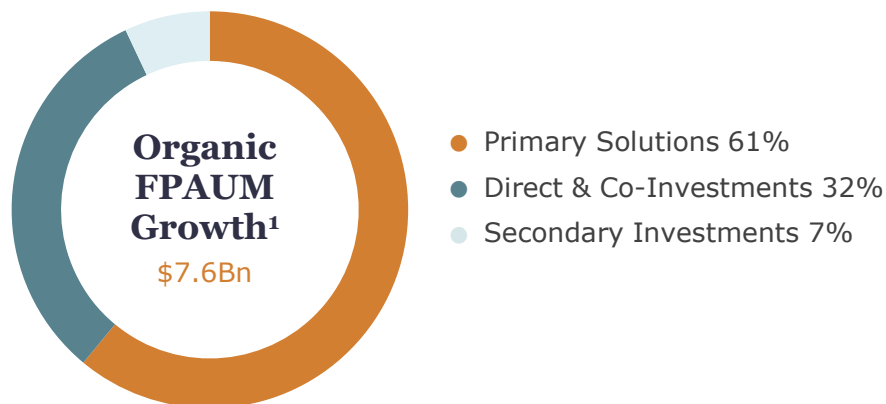 Organic
FPAUM
Growth¹
$7.6Bn
Primary Solutions 61%
Direct & Co-Investments 32%
Secondary Investments 7%